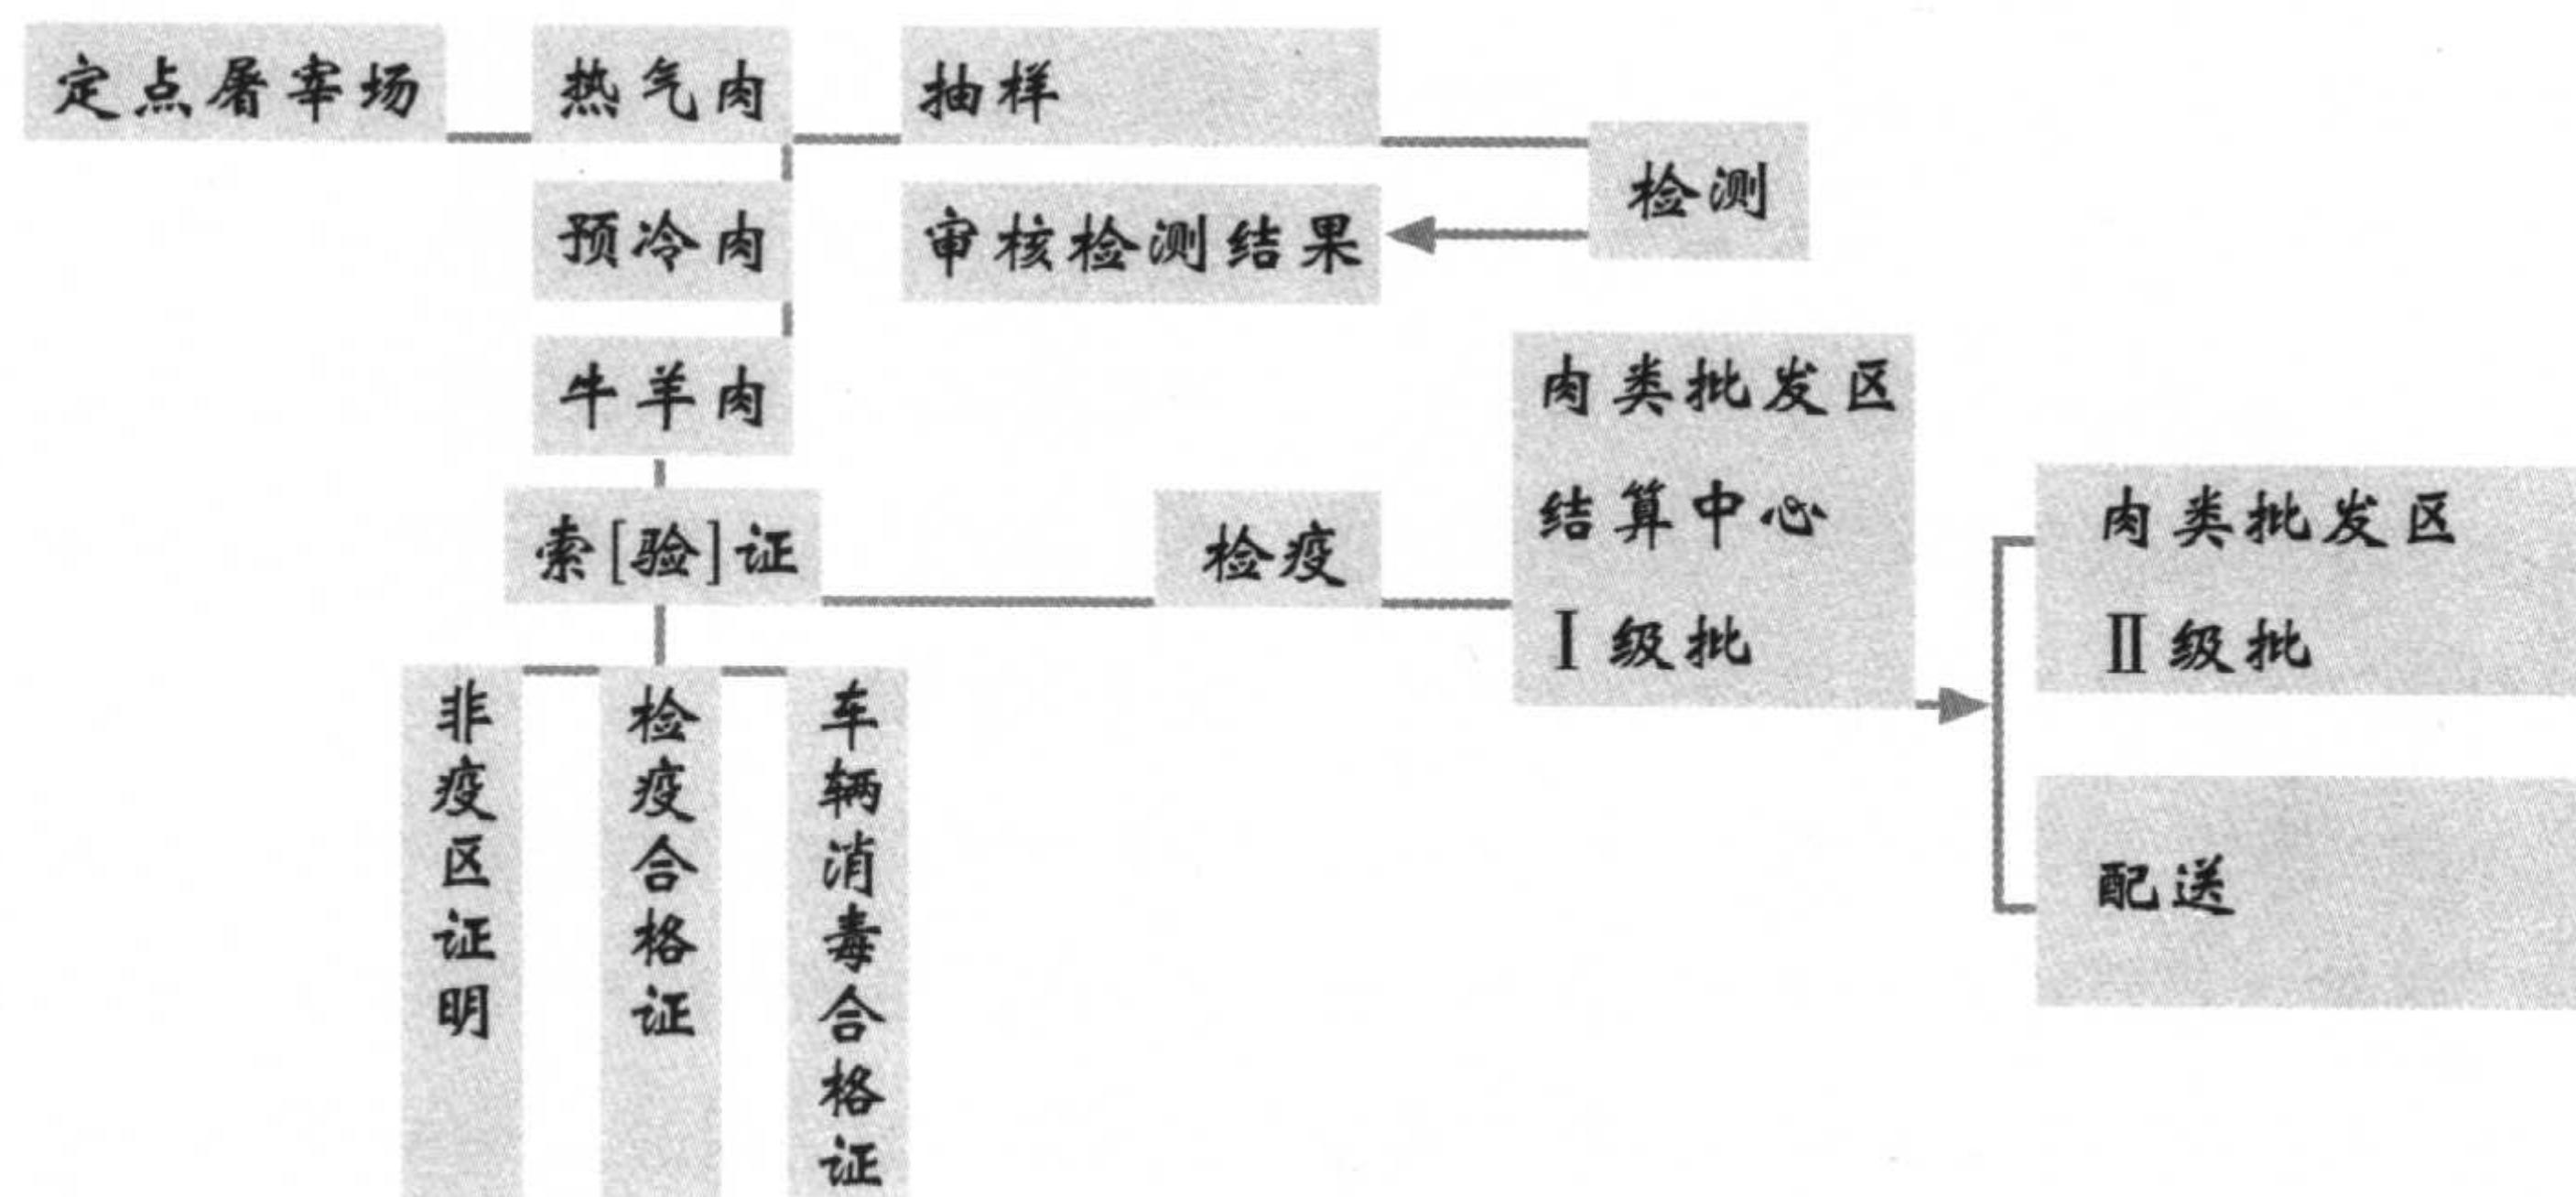 定点屠宰场
热气肉
抽样
检测
预冷肉
审核检测结果
牛羊肉
索[验]证
检疫
肉类批发区
结算中心
Ⅰ级批
肉类批发区
Ⅱ级批
配送
非疫区证明
检疫合格证
车辆消毒合格证